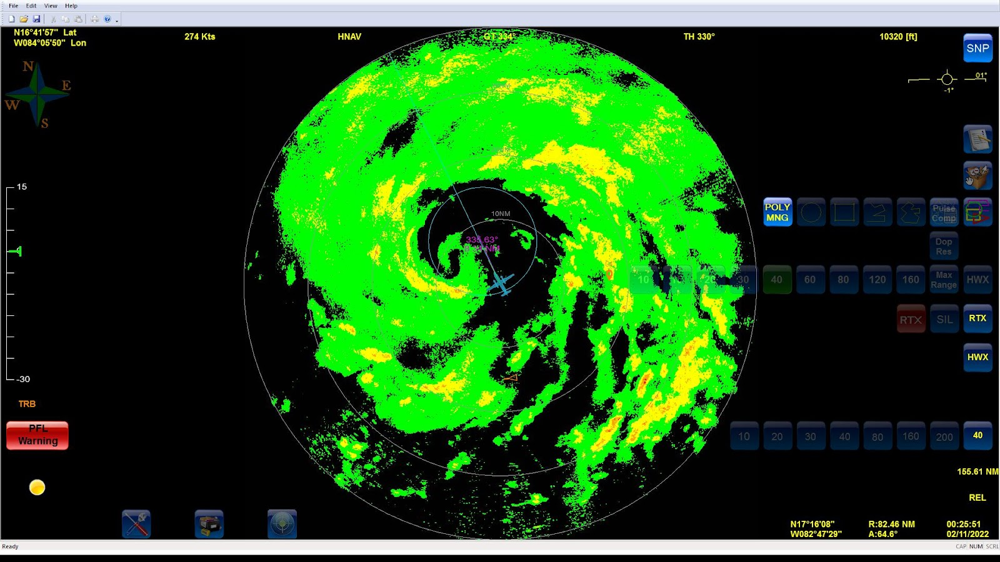 File Edit View Help
N16°41'57" Lat
W084°05'50" Lon
274 Kts
HNAV
GT 334°
TH 330°
10320 [ft]
SNP
N
E
W
S
01°
-1°
15
POLY
MNG
Pulse
Comp
10NM
335.63°
Dop
Res
10
20
30
40
60
80
120
160
Max
Range
HWX
-30
RTX
SIL
RTX
HWX
TRB
PFL
Warning
10
20
30
40
80
160
200
40
155.61 NM
REL
N17°16'08" R:82.46 NM 00:25:51
W082°47'29" A:64.6° 02/11/2022
Ready
CAP NUM SCRL